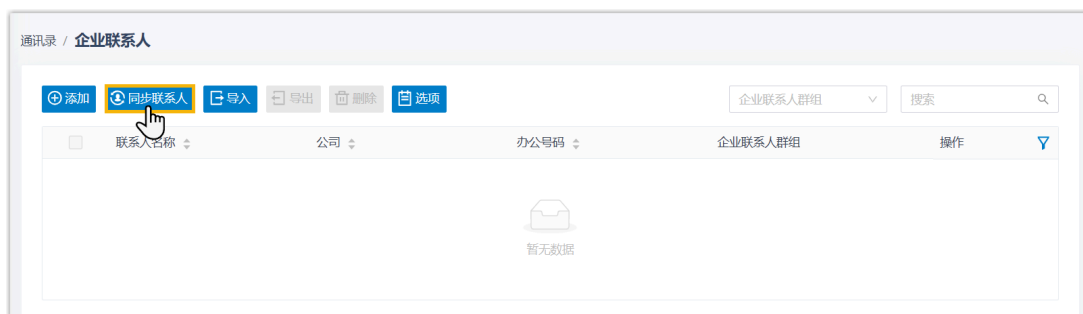 通讯录 / 企业联系人
添加 同步联系人 导入 导出 删除 选项 企业联系人群组 搜索
联系人名称 公司 办公号码 企业联系人群组 操作
暂无数据